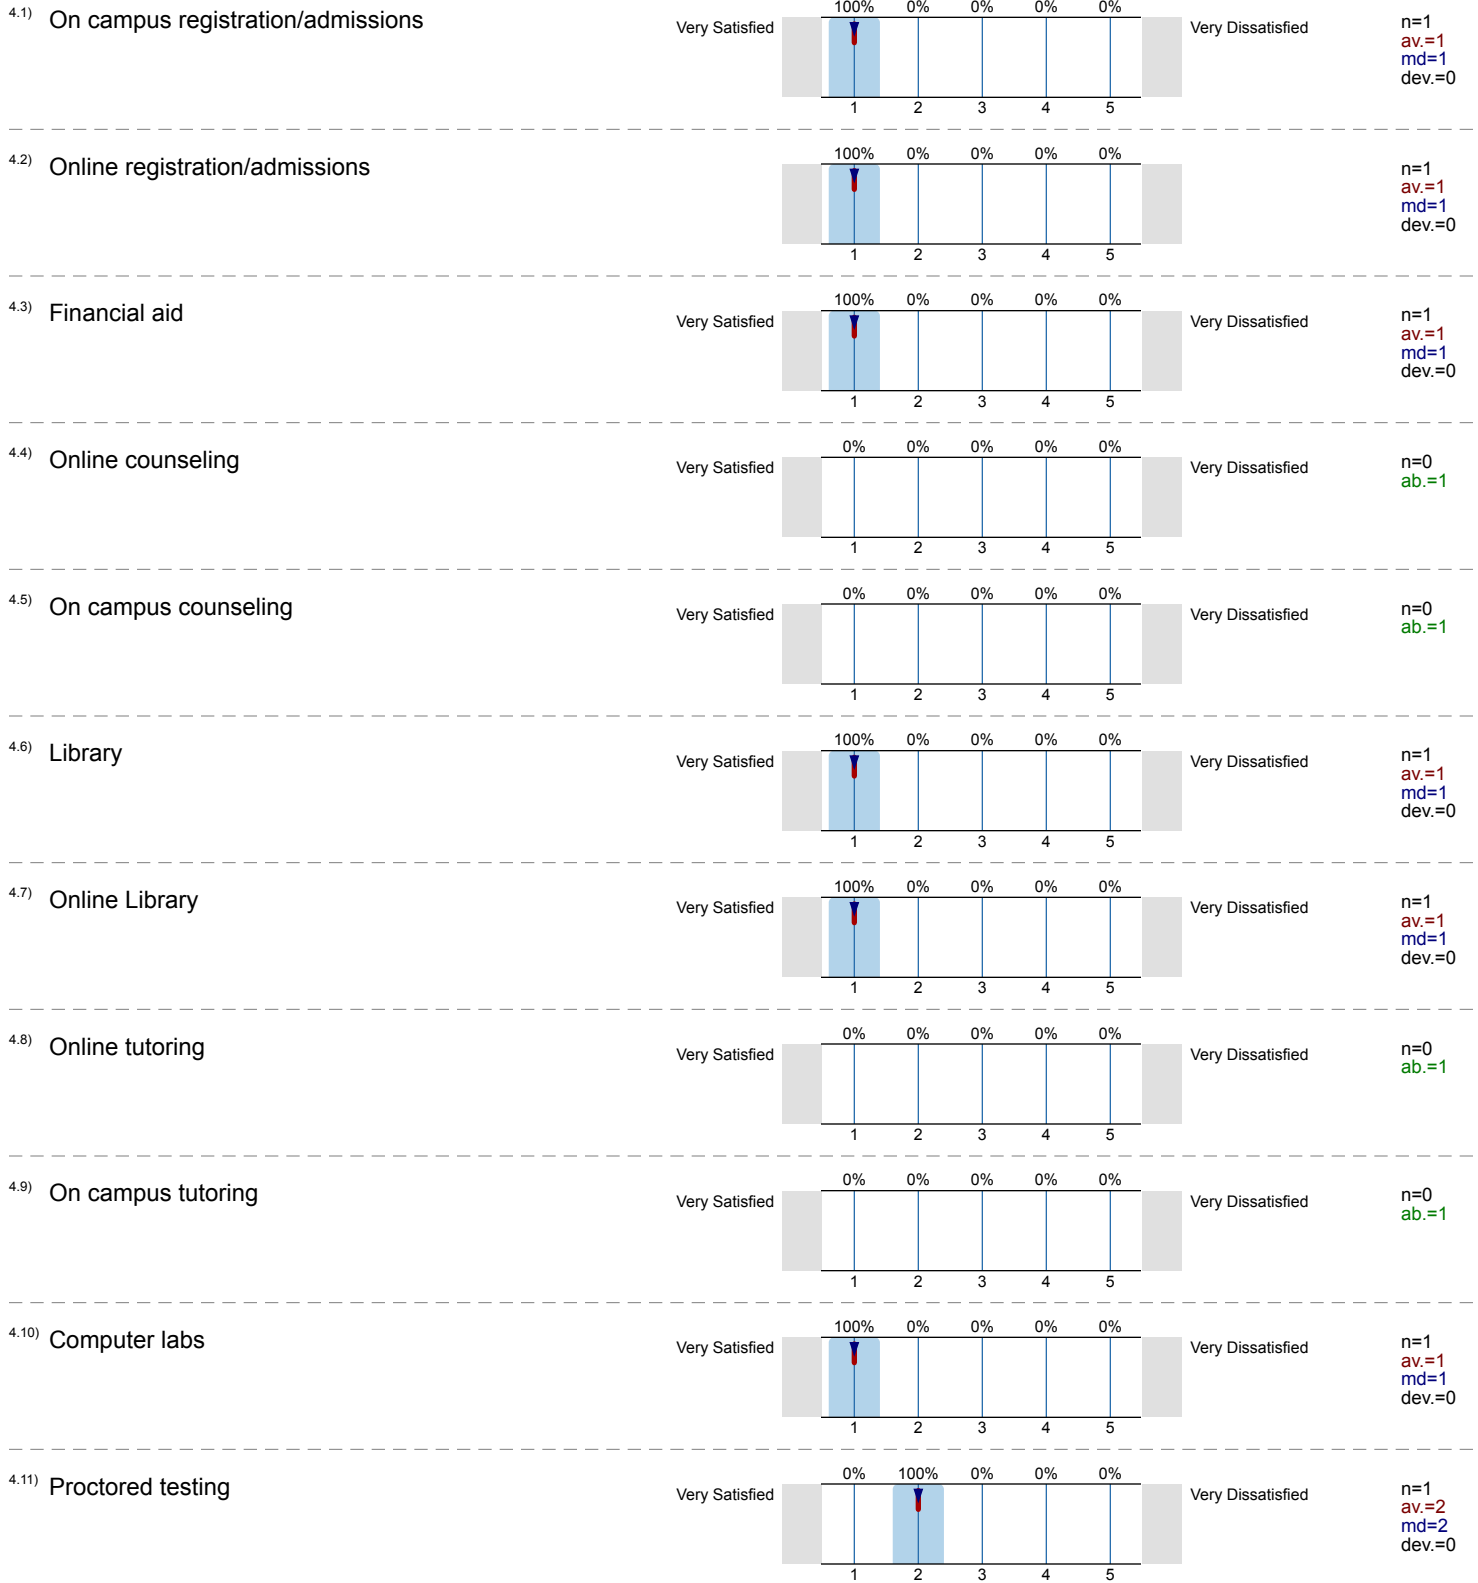 4.1) On campus registration/admissions
100% 0% 0% 0% 0%
Very Satisfied Very Dissatisfied
n=1
av.=1
md=1
dev.=0
1 2 3 4 5
4.2) Online registration/admissions
100% 0% 0% 0% 0%
n=1
av.=1
md=1
dev.=0
1 2 3 4 5
4.3) Financial aid
100% 0% 0% 0% 0%
Very Satisfied Very Dissatisfied
n=1
av.=1
md=1
dev.=0
1 2 3 4 5
4.4) Online counseling
0% 0% 0% 0% 0%
Very Satisfied Very Dissatisfied
n=0
ab.=1
1 2 3 4 5
4.5) On campus counseling
0% 0% 0% 0% 0%
Very Satisfied Very Dissatisfied
n=0
ab.=1
1 2 3 4 5
4.6) Library
100% 0% 0% 0% 0%
Very Satisfied Very Dissatisfied
n=1
av.=1
md=1
dev.=0
1 2 3 4 5
4.7) Online Library
100% 0% 0% 0% 0%
Very Satisfied Very Dissatisfied
n=1
av.=1
md=1
dev.=0
1 2 3 4 5
4.8) Online tutoring
0% 0% 0% 0% 0%
Very Satisfied Very Dissatisfied
n=0
ab.=1
1 2 3 4 5
4.9) On campus tutoring
0% 0% 0% 0% 0%
Very Satisfied Very Dissatisfied
n=0
ab.=1
1 2 3 4 5
4.10) Computer labs
100% 0% 0% 0% 0%
Very Satisfied Very Dissatisfied
n=1
av.=1
md=1
dev.=0
1 2 3 4 5
4.11) Proctored testing
0% 100% 0% 0% 0%
Very Satisfied Very Dissatisfied
n=1
av.=2
md=2
dev.=0
1 2 3 4 5